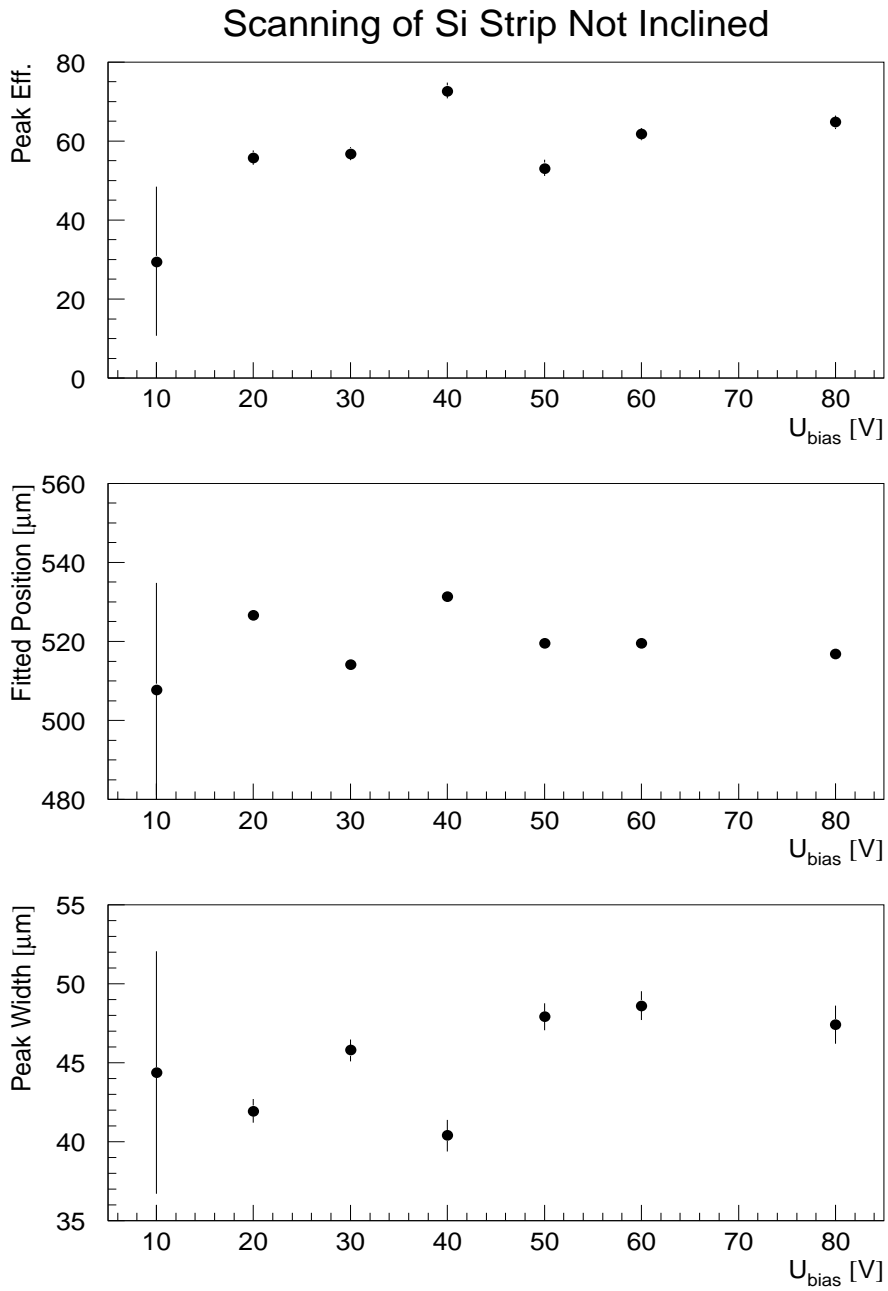 Scanning of Si Strip Not Inclined
Peak Eff.
80
60
40
20
0
10 20 30 40 50 60 70 80
U_bias [V]
Fitted Position [μm]
560
540
520
500
480
10 20 30 40 50 60 70 80
U_bias [V]
Peak Width [μm]
55
50
45
40
35
10 20 30 40 50 60 70 80
U_bias [V]